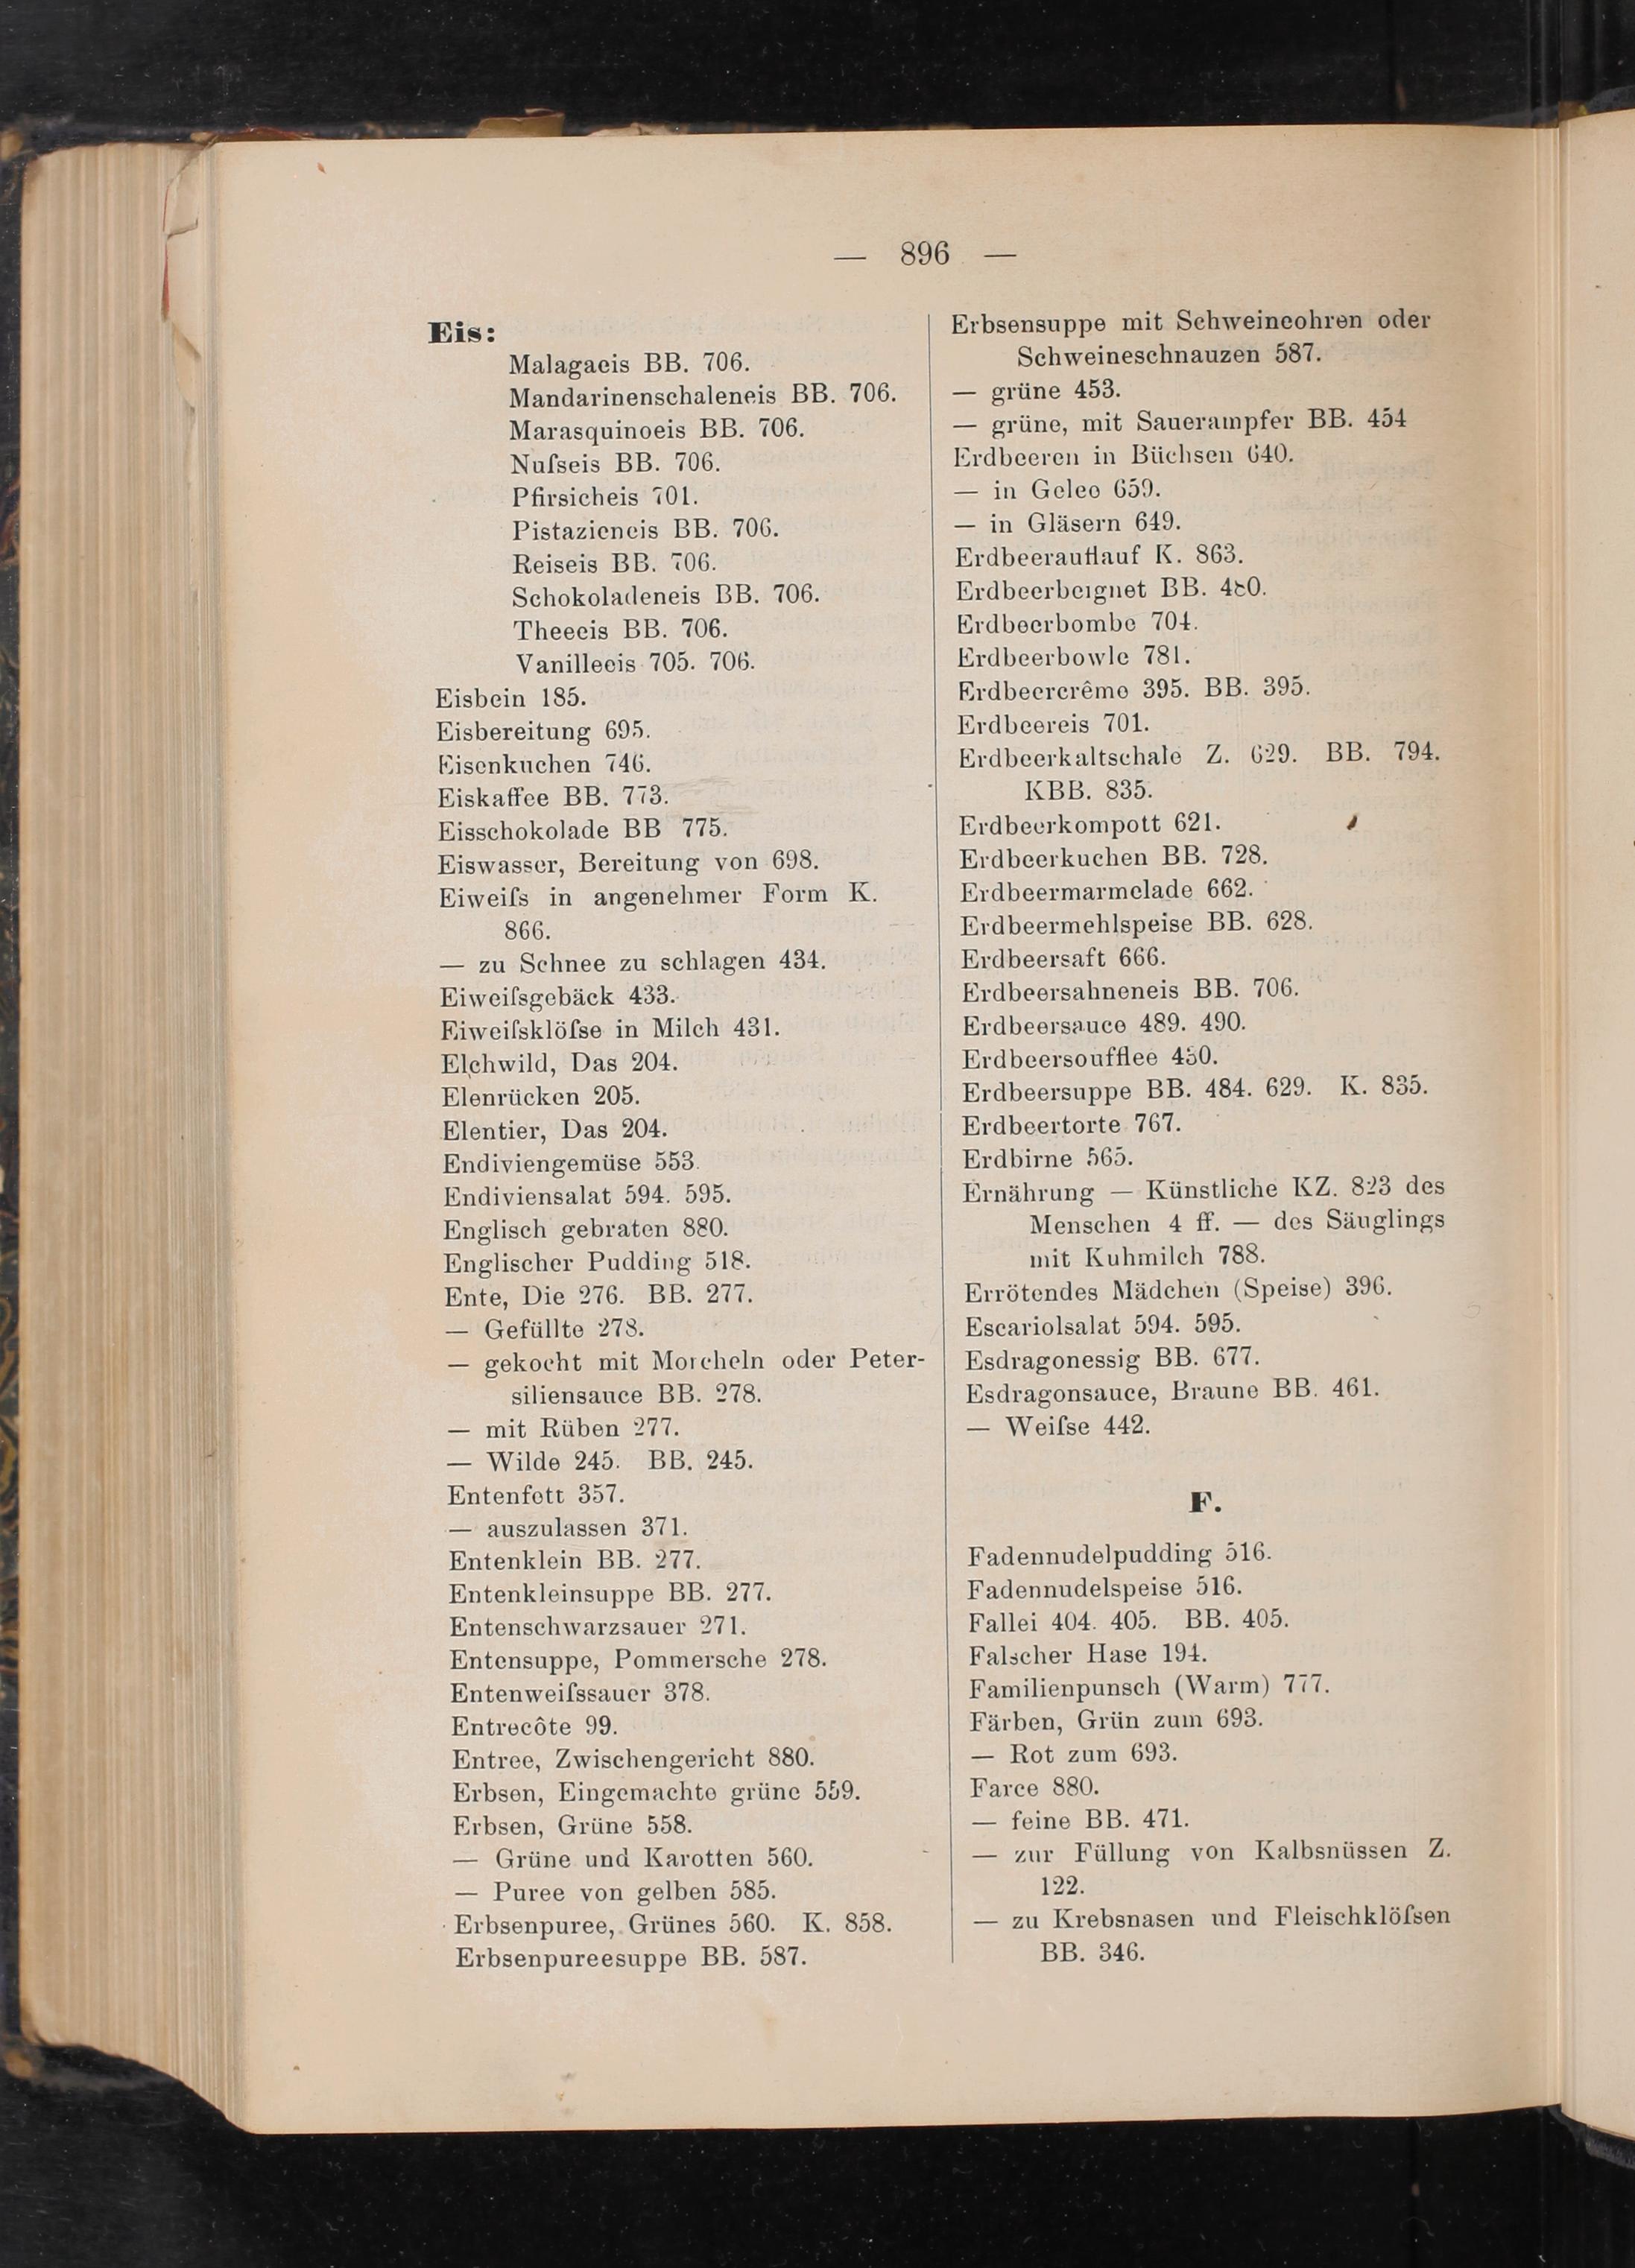 — 896 —
Eis:
Malagaeis BB. 706.
Mandarinenschaleneis BB. 706.
Marasquinoeis BB. 706.
Nuſseis BB. 706.
Pfirsicheis 701.
Pistazieneis BB. 706.
Reiseis BB. 706.
Schokoladeneis BB. 706.
Theeeis BB. 706.
Vanilleeis 705. 706.
Eisbein 185.
Eisbereitung 695.
Eisenkuchen 746.
Eiskaffee BB. 773.
Eisschokolade BB 775.
Eiswasser, Bereitung von 698.
Eiweiſs in angenehmer Form K.
866.
— zu Schnee zu schlagen 434.
Eiweiſsgebäck 433.
Eiweiſsklöſse in Milch 431.
Elchwild, Das 204.
Elenrücken 205.
Elentier, Das 204.
Endiviengemüse 553.
Endiviensalat 594. 595.
Englisch gebraten 880.
Englischer Pudding 518.
Ente, Die 276. BB. 277.
— Gefüllte 278.
— gekocht mit Morcheln oder Peter-
siliensauce BB. 278.
— mit Rüben 277.
— Wilde 245. BB. 245.
Entenfett 357.
— auszulassen 371.
Entenklein BB. 277.
Entenkleinsuppe BB. 277.
Entenschwarzsauer 271.
Entensuppe, Pommersche 278.
Entenweiſssauer 378.
Entrecôte 99.
Entree, Zwischengericht 880.
Erbsen, Eingemachte grüne 559.
Erbsen, Grüne 558.
— Grüne und Karotten 560.
— Puree von gelben 585.
Erbsenpuree, Grünes 560. K. 858.
Erbsenpureesuppe BB. 587.
Erbsensuppe mit Schweineohren oder
Schweineschnauzen 587.
— grüne 453.
— grüne, mit Sauerampfer BB. 454
Erdbeeren in Büchsen 640.
— in Gelee 659.
— in Gläsern 649.
Erdbeerauflauf K. 863.
Erdbeerbeignet BB. 480.
Erdbeerbombe 704.
Erdbeerbowle 781.
Erdbeercrême 395. BB. 395.
Erdbeereis 701.
Erdbeerkaltschale Z. 629. BB. 794.
KBB. 835.
Erdbeerkompott 621.
Erdbeerkuchen BB. 728.
Erdbeermarmelade 662.
Erdbeermehlspeise BB. 628.
Erdbeersaft 666.
Erdbeersahneneis BB. 706.
Erdbeersauce 489. 490.
Erdbeersoufflee 430.
Erdbeersuppe BB. 484. 629. K. 835.
Erdbeertorte 767.
Erdbirne 565.
Ernährung — Künstliche KZ. 823 des
Menschen 4 ff. — des Säuglings
mit Kuhmilch 788.
Errötendes Mädchen (Speise) 396.
Escariolsalat 594. 595.
Esdragonessig BB. 677.
Esdragonsauce, Braune BB. 461.
— Weiſse 442.
F.
Fadennudelpudding 516.
Fadennudelspeise 516.
Fallei 404. 405. BB. 405.
Falscher Hase 194.
Familienpunsch (Warm) 777.
Färben, Grün zum 693.
— Rot zum 693.
Farce 880.
— feine BB. 471.
— zur Füllung von Kalbsnüssen Z.
122.
— zu Krebsnasen und Fleischklöſsen
BB. 346.